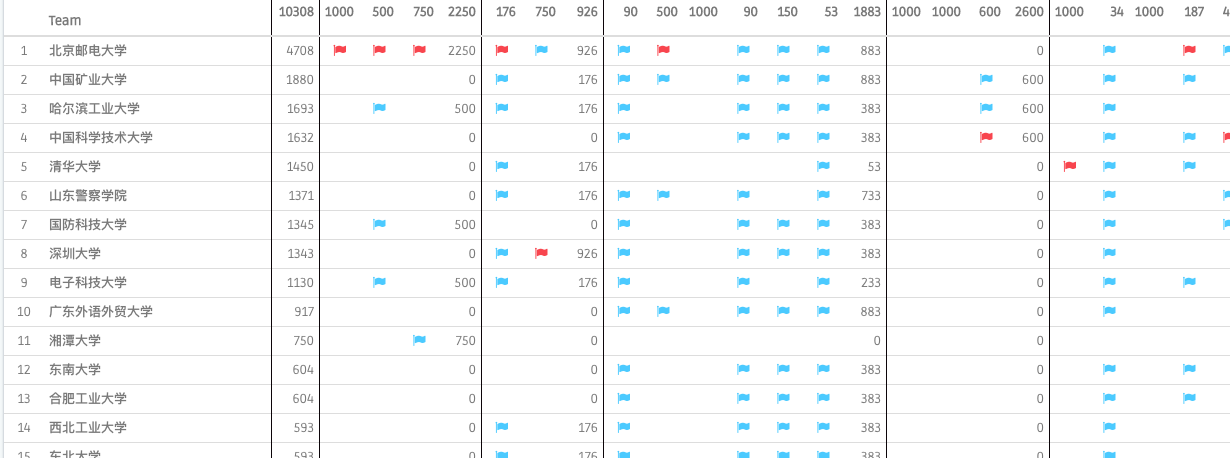 Team 10308 1000 500 750 2250 176 750 926 90 500 1000 90 150 53 1883 1000 1000 600 2600 1000 34 1000 187
1 北京邮电大学 4708 2250 926 883 0
2 中国矿业大学 1880 0 176 883 600
3 哈尔滨工业大学 1693 500 176 383 600
4 中国科学技术大学 1632 0 0 383 600
5 清华大学 1450 0 176 53 0
6 山东警察学院 1371 0 176 733 0
7 国防科技大学 1345 500 0 383 0
8 深圳大学 1343 0 926 383 0
9 电子科技大学 1130 500 176 233 0
10 广东外语外贸大学 917 0 0 883 0
11 湘潭大学 750 750 0 0 0
12 东南大学 604 0 0 383 0
13 合肥工业大学 604 0 0 383 0
14 西北工业大学 593 0 176 383 0
15 东北大学 593 0 176 383 0